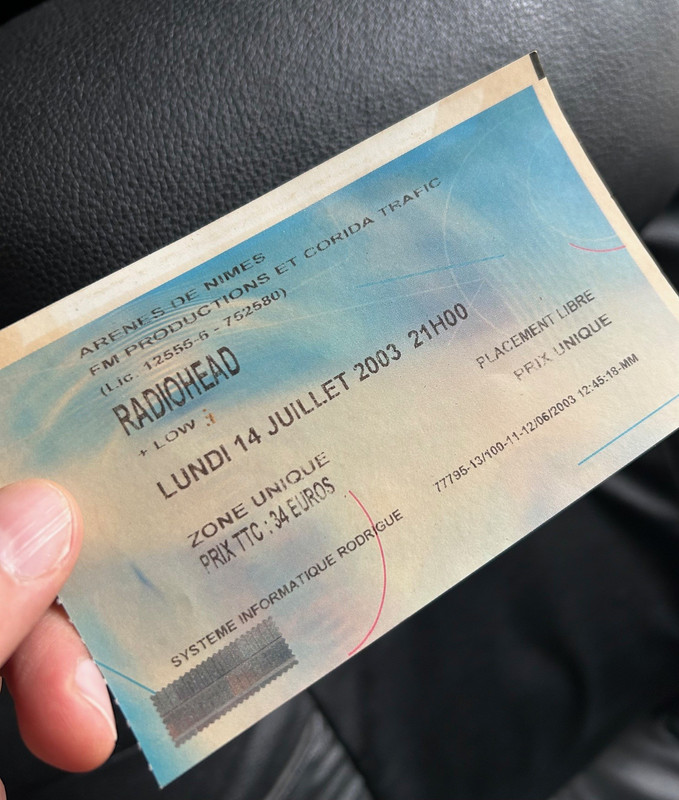 ARENES DE NIMES
FM PRODUCTIONS ET CORIDA TRAFIC
(Lic. 12555-6 - 752580)
RADIOHEAD
+ LOW
LUNDI 14 JUILLET 2003 21H00
PLACEMENT LIBRE
PRIX UNIQUE
ZONE UNIQUE
PRIX TTC : 34 EUROS
77795-13/100-11-12/06/2003 12:45:18-MM
SYSTEME INFORMATIQUE RODRIGUE